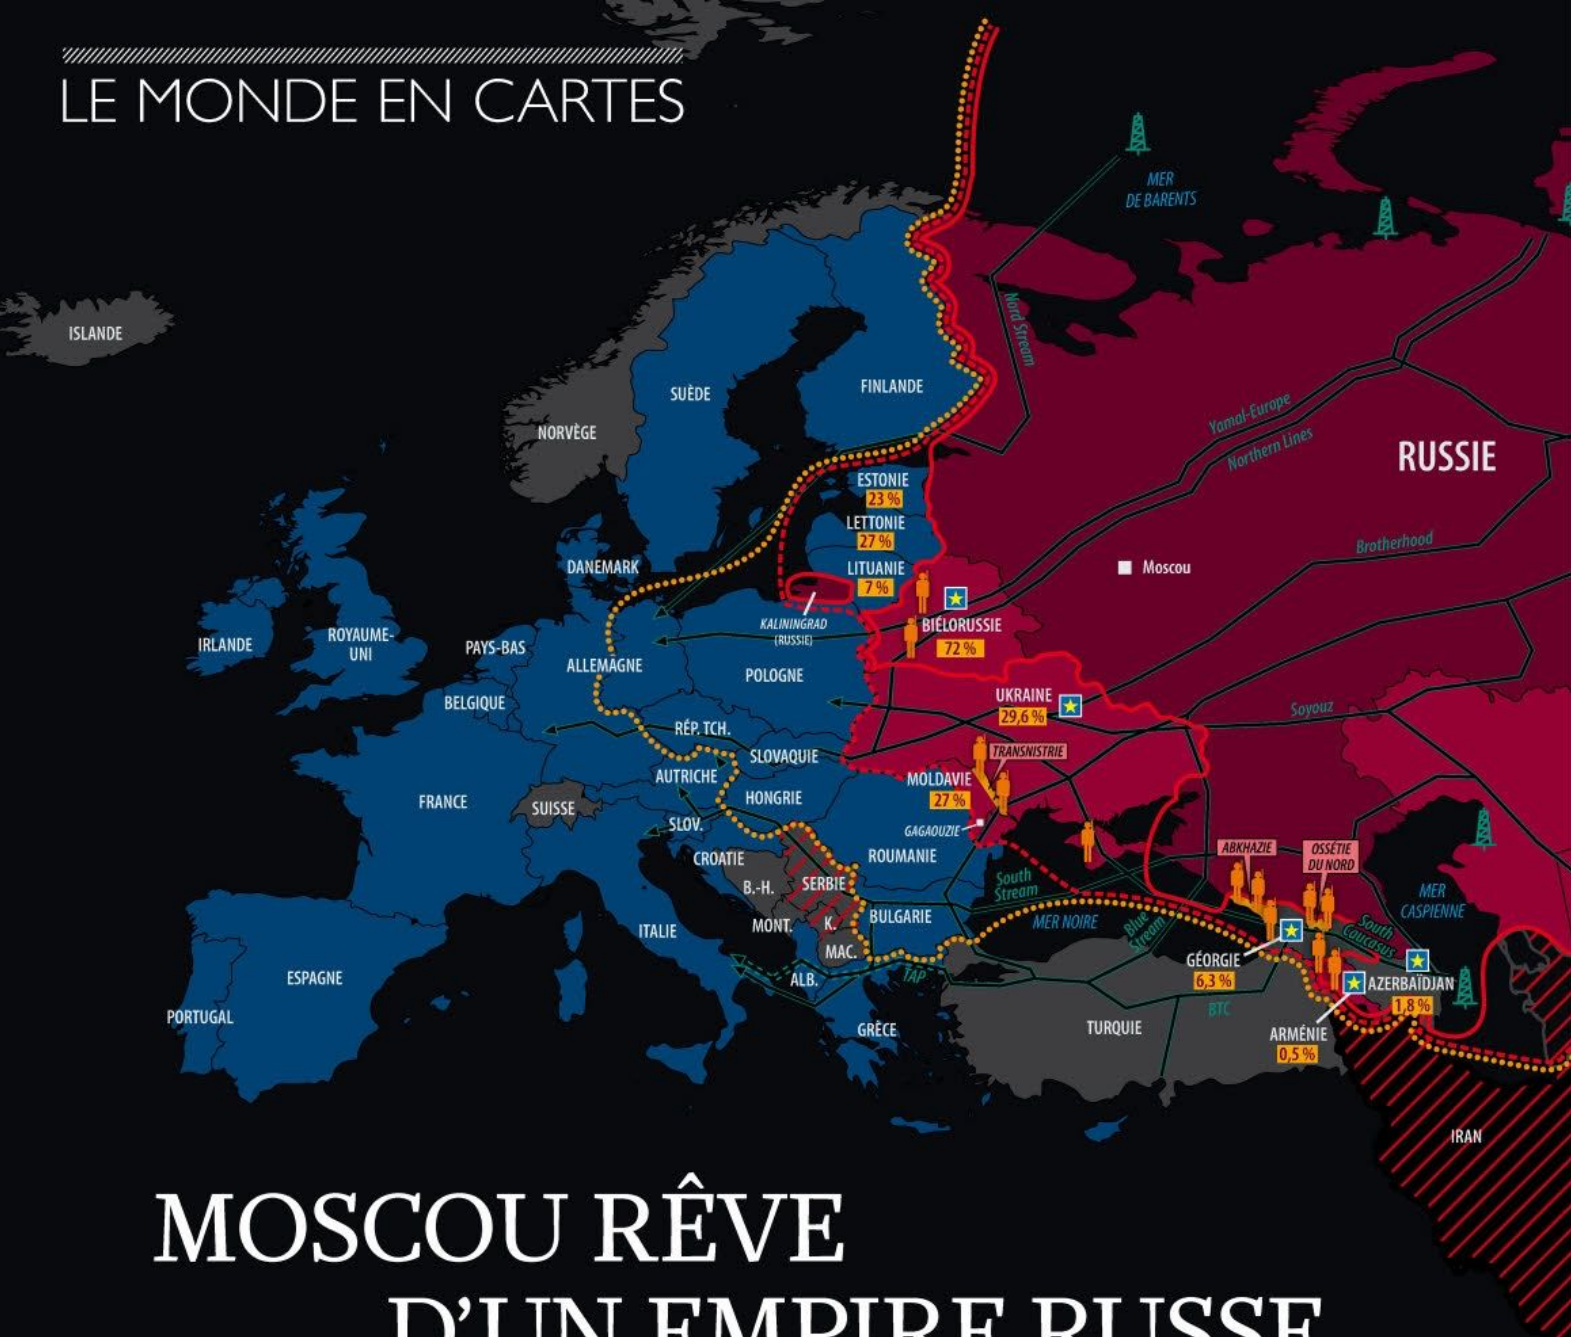 LE MONDE EN CARTES
MER
DE BARENTS
ISLANDE
Nord Stream
SUÈDE
FINLANDE
NORVÈGE
Yamal-Europe
Northern Lines
RUSSIE
ESTONIE
23 %
LETTONIE
27 %
Brotherhood
DANEMARK
LITUANIE
7 %
Moscou
KALININGRAD
(RUSSIE)
BIÉLORUSSIE
72 %
IRLANDE
ROYAUME-
UNI
PAYS-BAS
ALLEMAGNE
POLOGNE
BELGIQUE
UKRAINE
29,6 %
Soyouz
RÉP. TCH.
SLOVAQUIE
TRANSNISTRIE
AUTRICHE
MOLDAVIE
27 %
FRANCE
SUISSE
HONGRIE
SLOV.
GAGAOUZIE
CROATIE
ROUMANIE
ABKHAZIE
OSSÉTIE
DU NORD
B.-H.
SERBIE
South
Stream
MER
CASPIENNE
ITALIE
MONT.
K.
BULGARIE
MER NOIRE
Blue
Stream
South
Caucasus
MAC.
GÉORGIE
6,3 %
ESPAGNE
ALB.
TAP
AZERBAÏDJAN
1,8 %
PORTUGAL
GRÈCE
TURQUIE
BTC
ARMÉNIE
0,5 %
IRAN
MOSCOU RÊVE
D'UN EMPIRE RUSSE